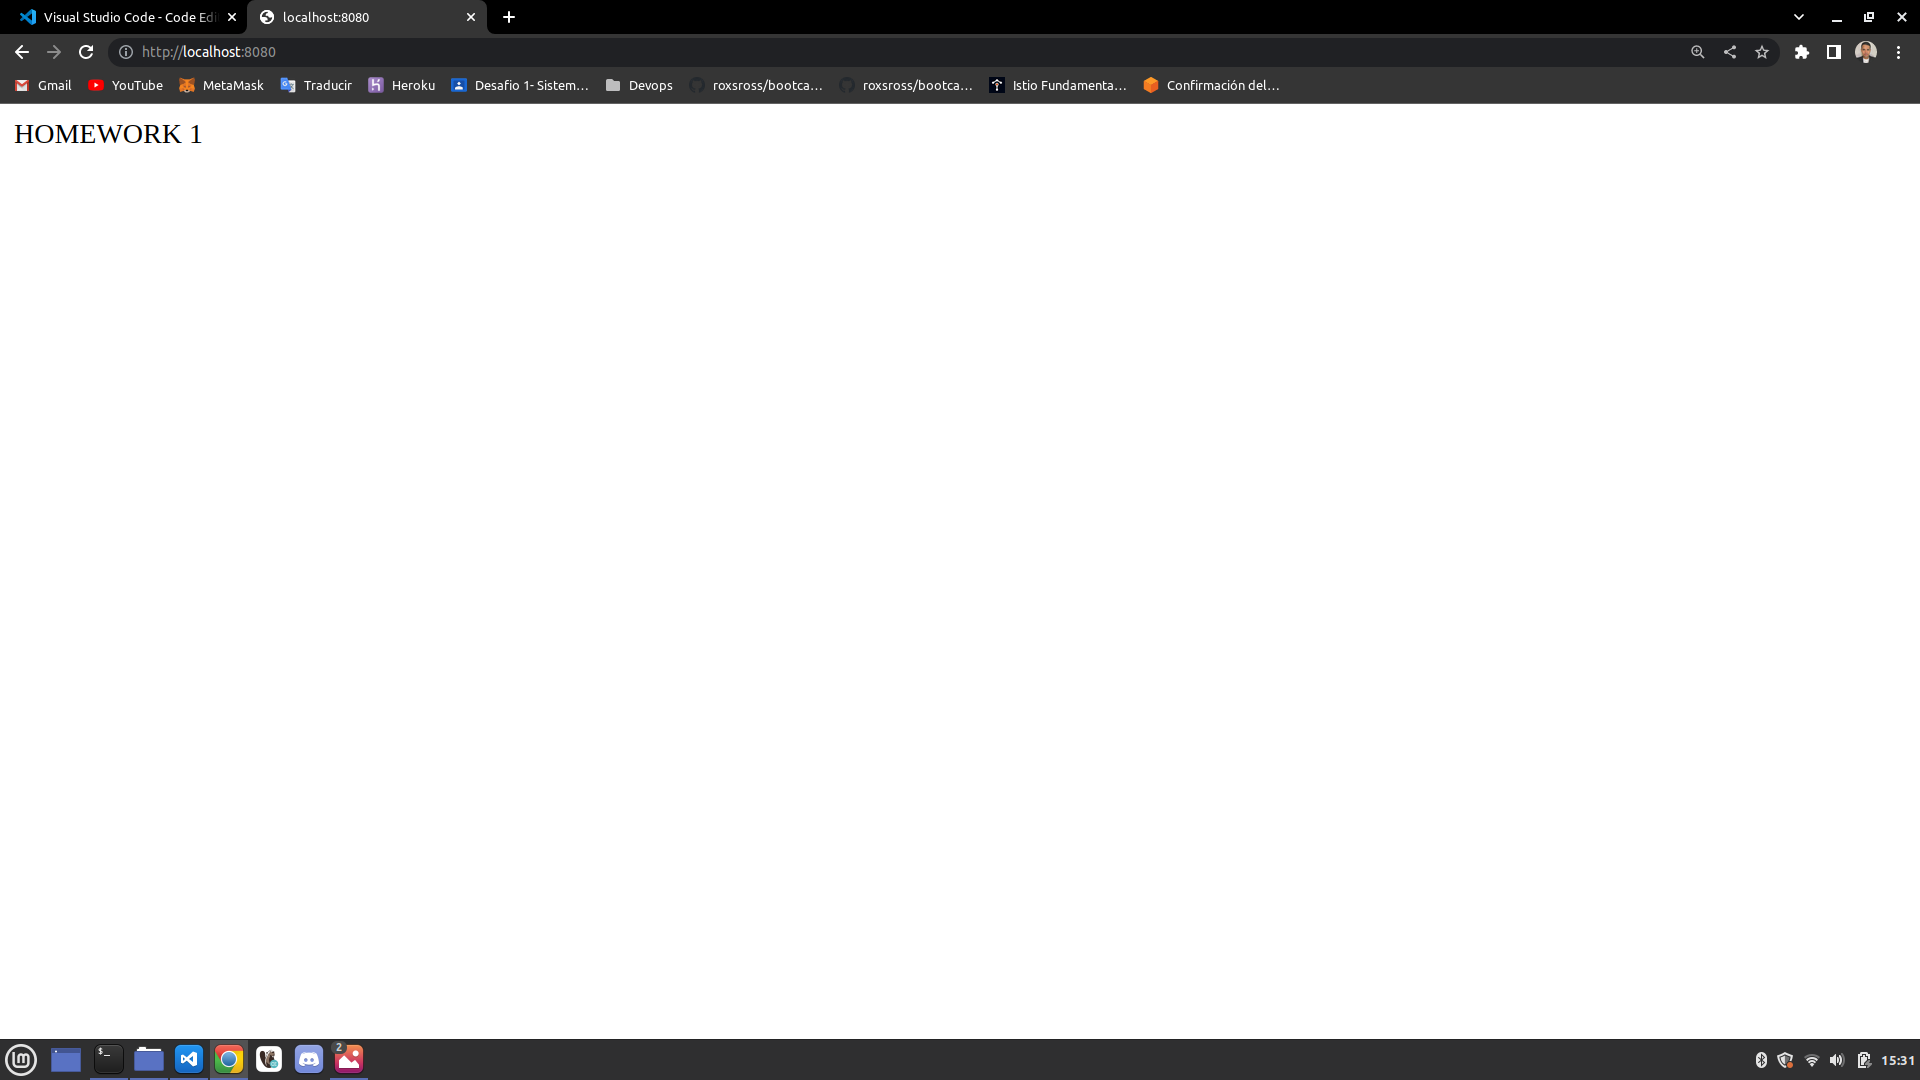 Visual Studio Code - Code Edi
localhost:8080
http://localhost:8080
Gmail
YouTube
MetaMask
Traducir
Heroku
Desafio 1- Sistem…
Devops
roxsross/bootca…
roxsross/bootca…
Istio Fundamenta…
Confirmación del…
HOMEWORK 1
2
15:31